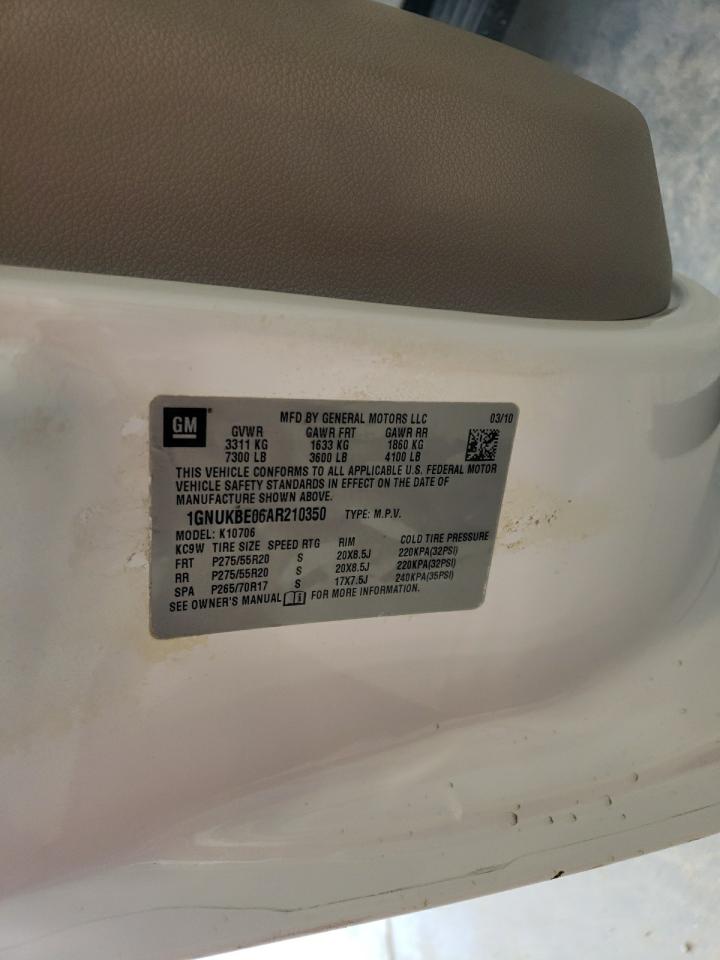 GM
MFD BY GENERAL MOTORS LLC 03/10
GVWR GAWR FRT GAWR RR
3311 KG 1633 KG 1860 KG
7300 LB 3600 LB 4100 LB
THIS VEHICLE CONFORMS TO ALL APPLICABLE U.S. FEDERAL MOTOR
VEHICLE SAFETY STANDARDS IN EFFECT ON THE DATE OF
MANUFACTURE SHOWN ABOVE.
1GNUKBE06AR210350 TYPE: M.P.V.
MODEL: K10706
KC9W TIRE SIZE SPEED RTG RIM COLD TIRE PRESSURE
FRT P275/55R20 S 20X8.5J 220KPA(32PSI)
RR P275/55R20 S 20X8.5J 220KPA(32PSI)
SPA P265/70R17 S 17X7.5J 240KPA(35PSI)
SEE OWNER'S MANUAL FOR MORE INFORMATION.